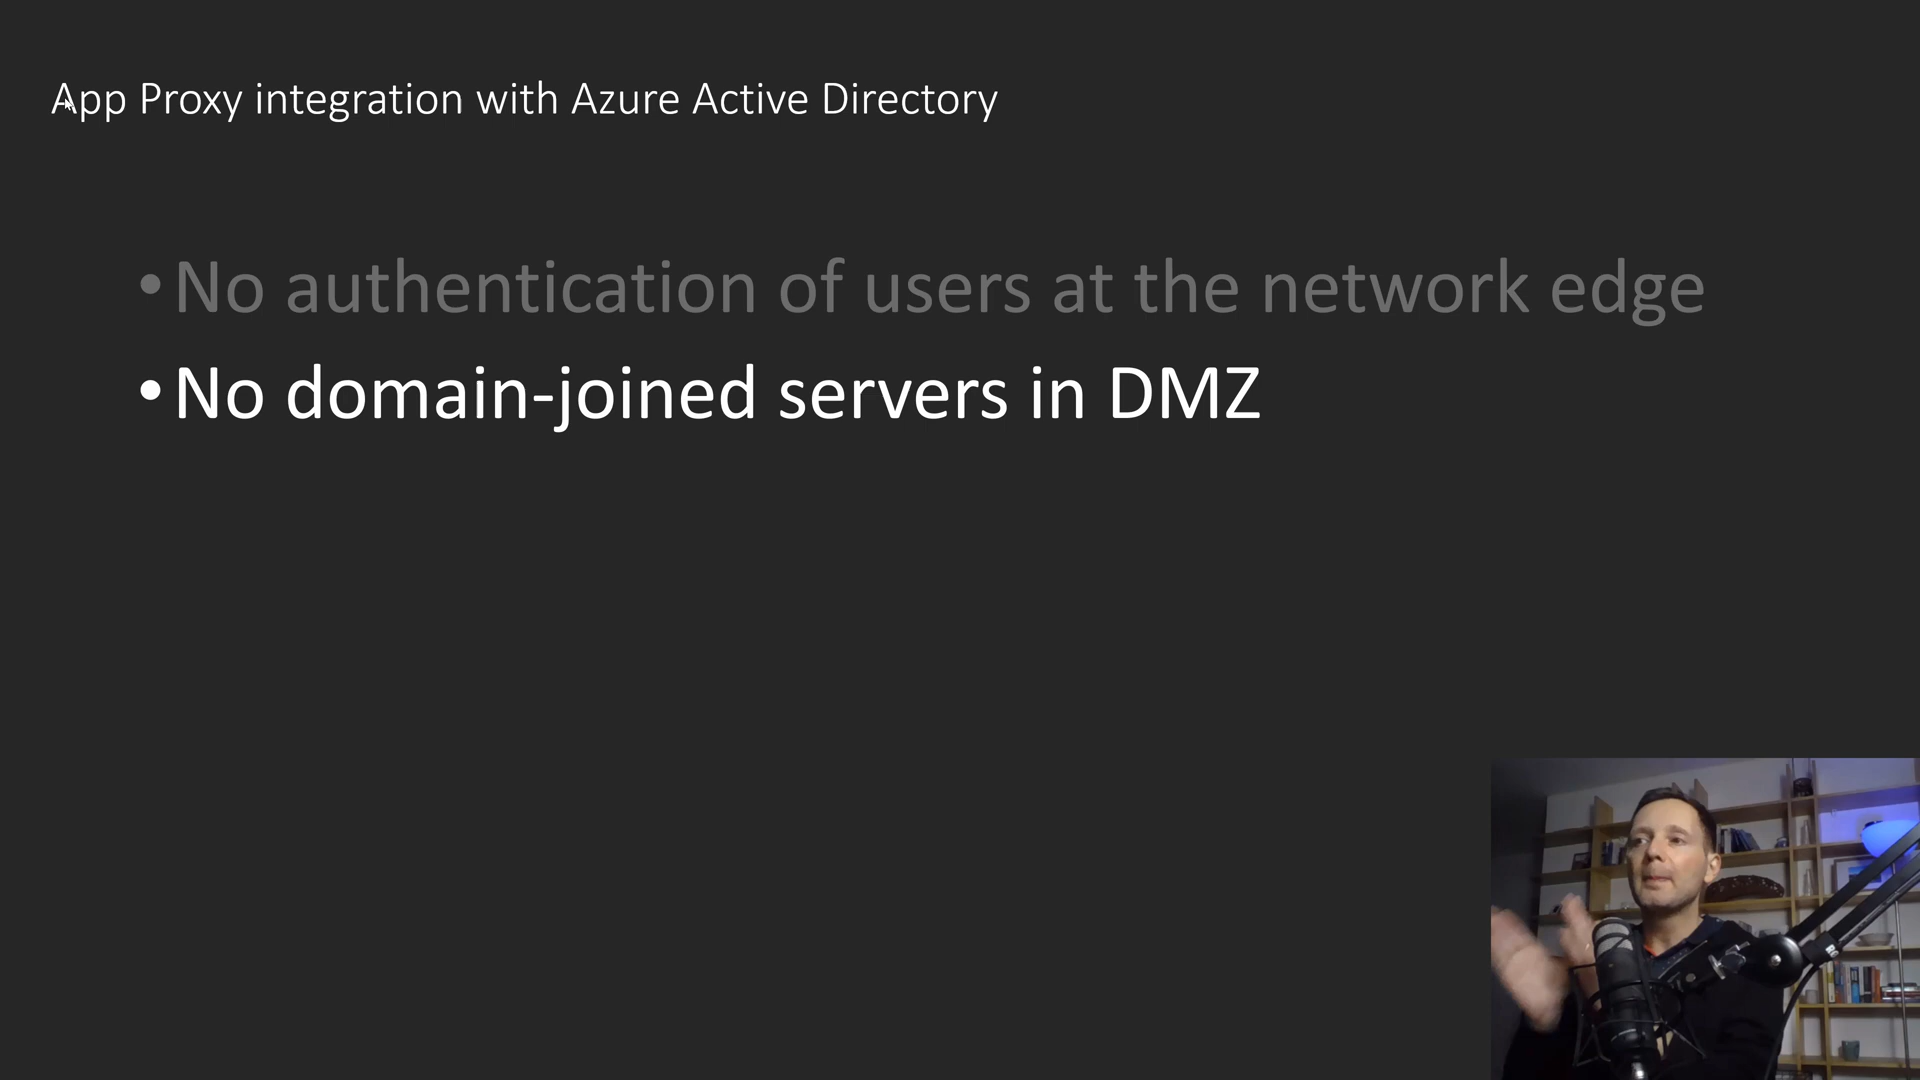 App Proxy integration with Azure Active Directory
• No authentication of users at the network edge
• No domain-joined servers in DMZ